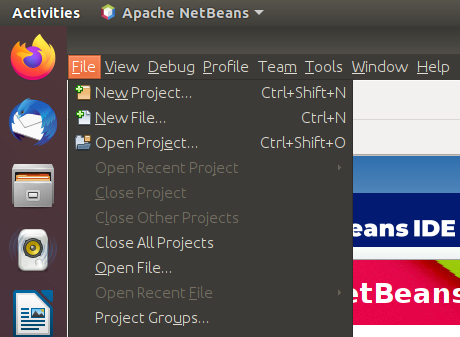 Activities Apache NetBeans
File View Debug Profile Team Tools Window Help
New Project... Ctrl+Shift+N
New File... Ctrl+N
Open Project... Ctrl+Shift+O
Open Recent Project
Close Project
Close Other Projects
Close All Projects
Open File...
Open Recent File
Project Groups...
eans IDE
etBeans